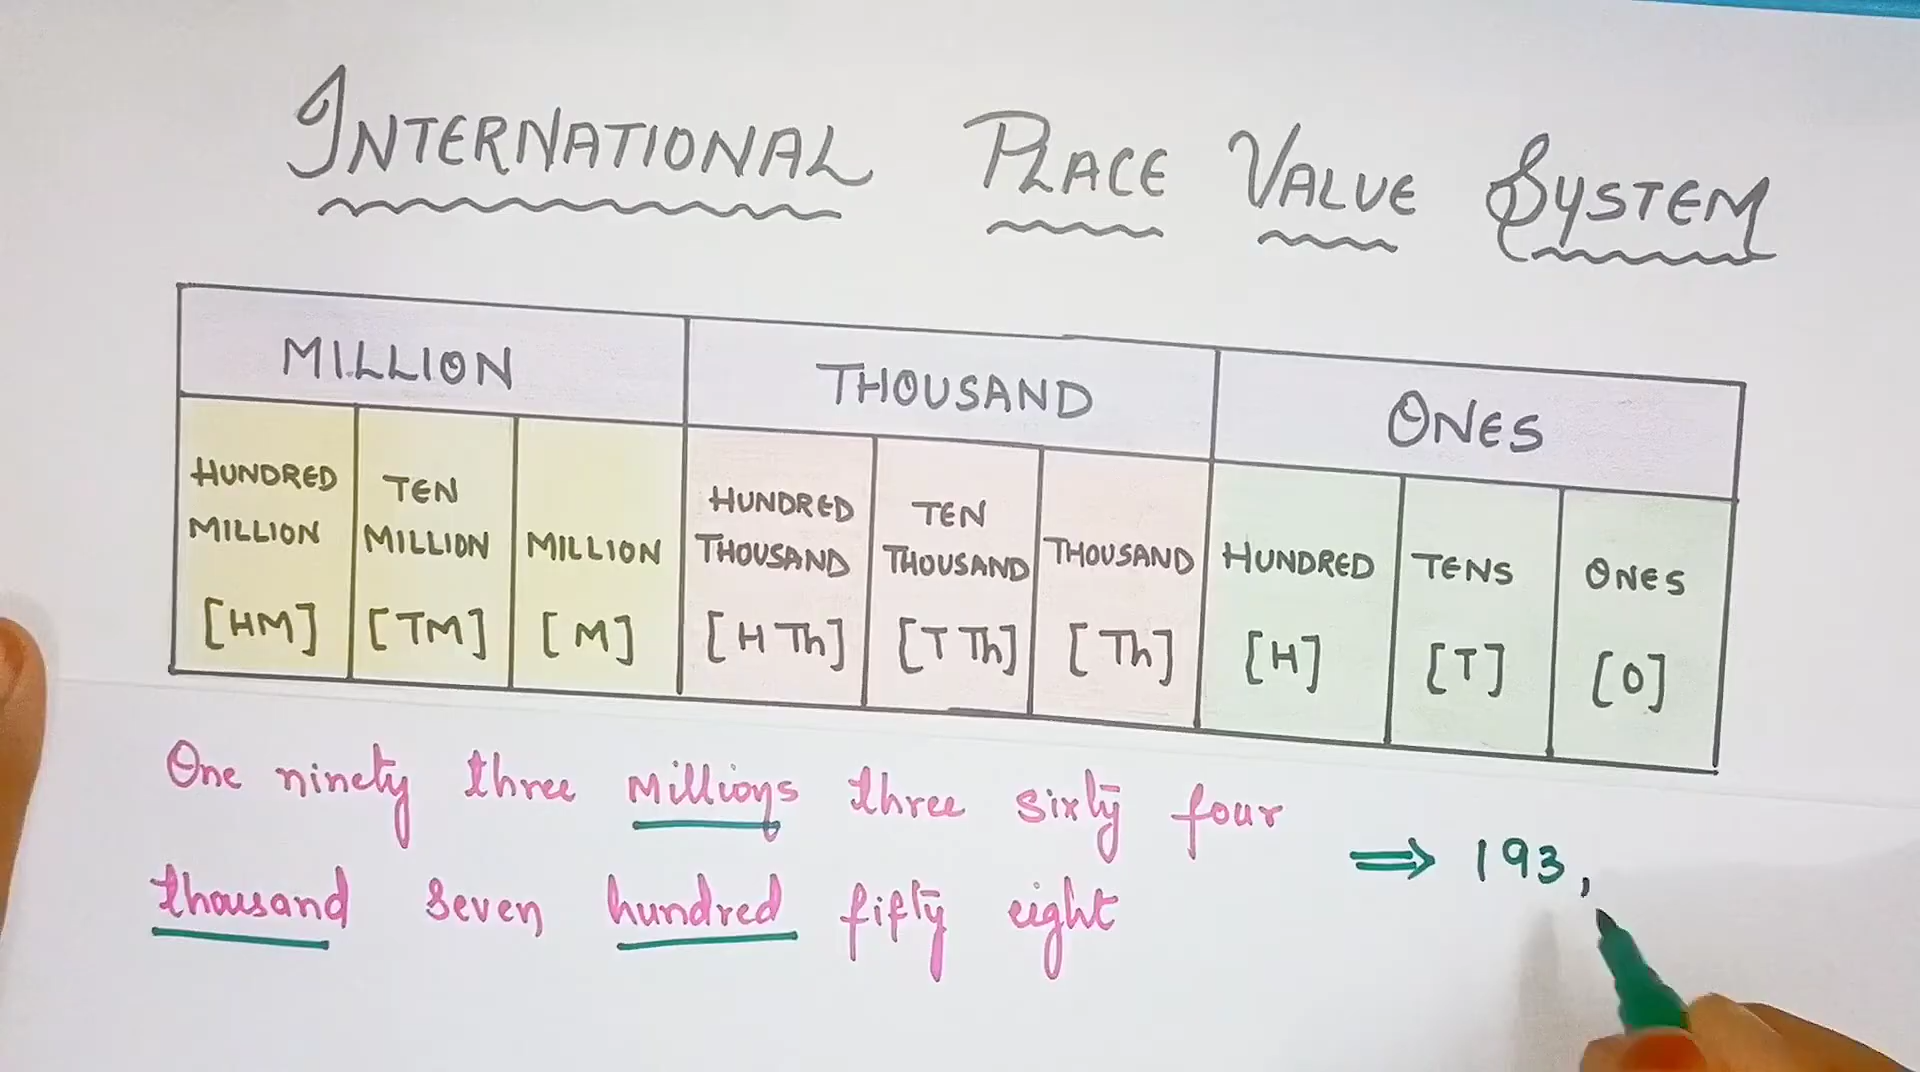 INTERNATIONAL PLACE VALUE SYSTEM
MILLION THOUSAND ONES
HUNDRED MILLION [HM]
TEN MILLION [TM]
MILLION [M]
HUNDRED THOUSAND [H Th]
TEN THOUSAND [T Th]
THOUSAND [Th]
HUNDRED [H]
TENS [T]
ONES [O]
One ninety three Millions three sixty four
thousand seven hundred fifty eight
⇒ 193,